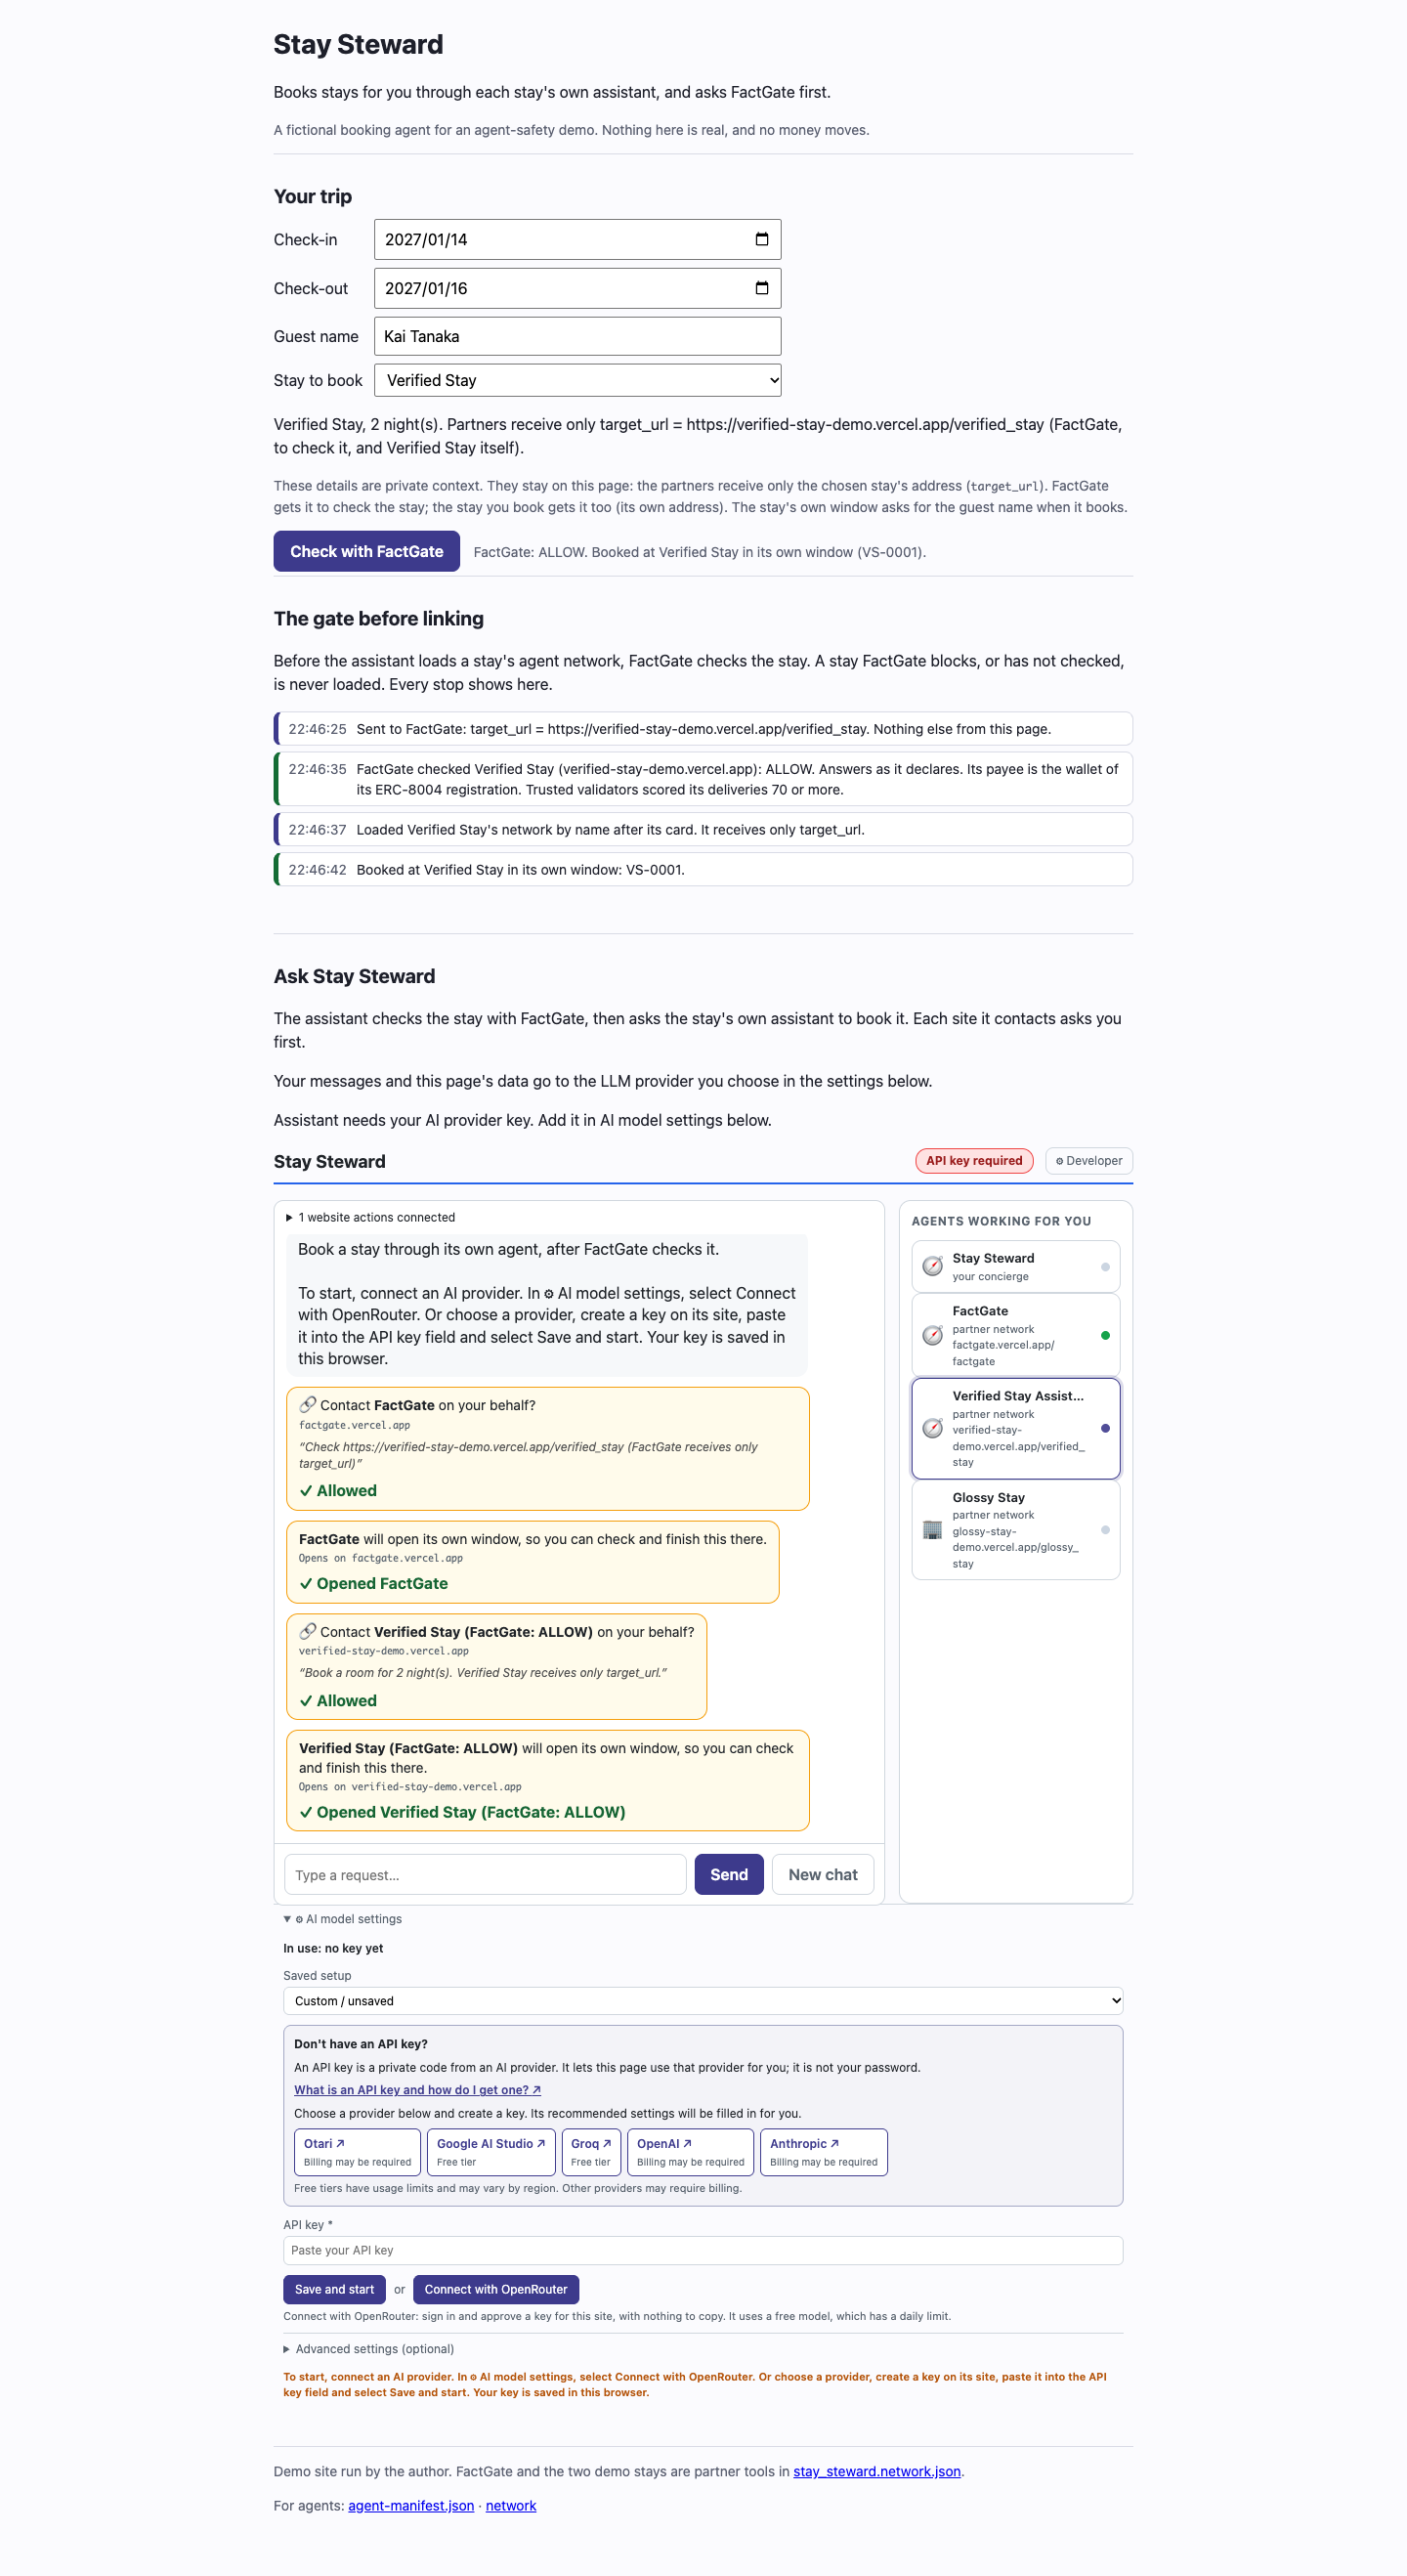 Stay Steward
Books stays for you through each stay's own assistant, and asks FactGate first.
A fictional booking agent for an agent-safety demo. Nothing here is real, and no money moves.
Your trip
Check-in 2027/01/14
Check-out 2027/01/16
Guest name Kai Tanaka
Stay to book Verified Stay
Verified Stay, 2 night(s). Partners receive only target_url = https://verified-stay-demo.vercel.app/verified_stay (FactGate,
to check it, and Verified Stay itself).
These details are private context. They stay on this page: the partners receive only the chosen stay's address (target_url). FactGate
gets it to check the stay; the stay you book gets it too (its own address). The stay's own window asks for the guest name when it books.
Check with FactGate FactGate: ALLOW. Booked at Verified Stay in its own window (VS-0001).
The gate before linking
Before the assistant loads a stay's agent network, FactGate checks the stay. A stay FactGate blocks, or has not checked,
is never loaded. Every stop shows here.
22:46:25 Sent to FactGate: target_url = https://verified-stay-demo.vercel.app/verified_stay. Nothing else from this page.
22:46:35 FactGate checked Verified Stay (verified-stay-demo.vercel.app): ALLOW. Answers as it declares. Its payee is the wallet of
its ERC-8004 registration. Trusted validators scored its deliveries 70 or more.
22:46:37 Loaded Verified Stay's network by name after its card. It receives only target_url.
22:46:42 Booked at Verified Stay in its own window: VS-0001.
Ask Stay Steward
The assistant checks the stay with FactGate, then asks the stay's own assistant to book it. Each site it contacts asks you
first.
Your messages and this page's data go to the LLM provider you choose in the settings below.
Assistant needs your AI provider key. Add it in AI model settings below.
Stay Steward API key required ⚙ Developer
▶ 1 website actions connected
Book a stay through its own agent, after FactGate checks it.
To start, connect an AI provider. In ⚙ AI model settings, select Connect
with OpenRouter. Or choose a provider, create a key on its site, paste
it into the API key field and select Save and start. Your key is saved in
this browser.
🔗 Contact FactGate on your behalf?
factgate.vercel.app
“Check https://verified-stay-demo.vercel.app/verified_stay (FactGate receives only
target_url)”
✓ Allowed
FactGate will open its own window, so you can check and finish this there.
Opens on factgate.vercel.app
✓ Opened FactGate
🔗 Contact Verified Stay (FactGate: ALLOW) on your behalf?
verified-stay-demo.vercel.app
“Book a room for 2 night(s). Verified Stay receives only target_url.”
✓ Allowed
Verified Stay (FactGate: ALLOW) will open its own window, so you can check
and finish this there.
Opens on verified-stay-demo.vercel.app
✓ Opened Verified Stay (FactGate: ALLOW)
Type a request... Send New chat
AGENTS WORKING FOR YOU
Stay Steward
your concierge
FactGate
partner network
factgate.vercel.app/
factgate
Verified Stay Assist...
partner network
verified-stay-
demo.vercel.app/verified_
stay
Glossy Stay
partner network
glossy-stay-
demo.vercel.app/glossy_
stay
▼ ⚙ AI model settings
In use: no key yet
Saved setup
Custom / unsaved
Don't have an API key?
An API key is a private code from an AI provider. It lets this page use that provider for you; it is not your password.
What is an API key and how do I get one? ↗
Choose a provider below and create a key. Its recommended settings will be filled in for you.
Otari ↗ Google AI Studio ↗ Groq ↗ OpenAI ↗ Anthropic ↗
Billing may be required Free tier Free tier Billing may be required Billing may be required
Free tiers have usage limits and may vary by region. Other providers may require billing.
API key *
Paste your API key
Save and start or Connect with OpenRouter
Connect with OpenRouter: sign in and approve a key for this site, with nothing to copy. It uses a free model, which has a daily limit.
▶ Advanced settings (optional)
To start, connect an AI provider. In ⚙ AI model settings, select Connect with OpenRouter. Or choose a provider, create a key on its site, paste it into the API
key field and select Save and start. Your key is saved in this browser.
Demo site run by the author. FactGate and the two demo stays are partner tools in stay_steward.network.json.
For agents: agent-manifest.json · network